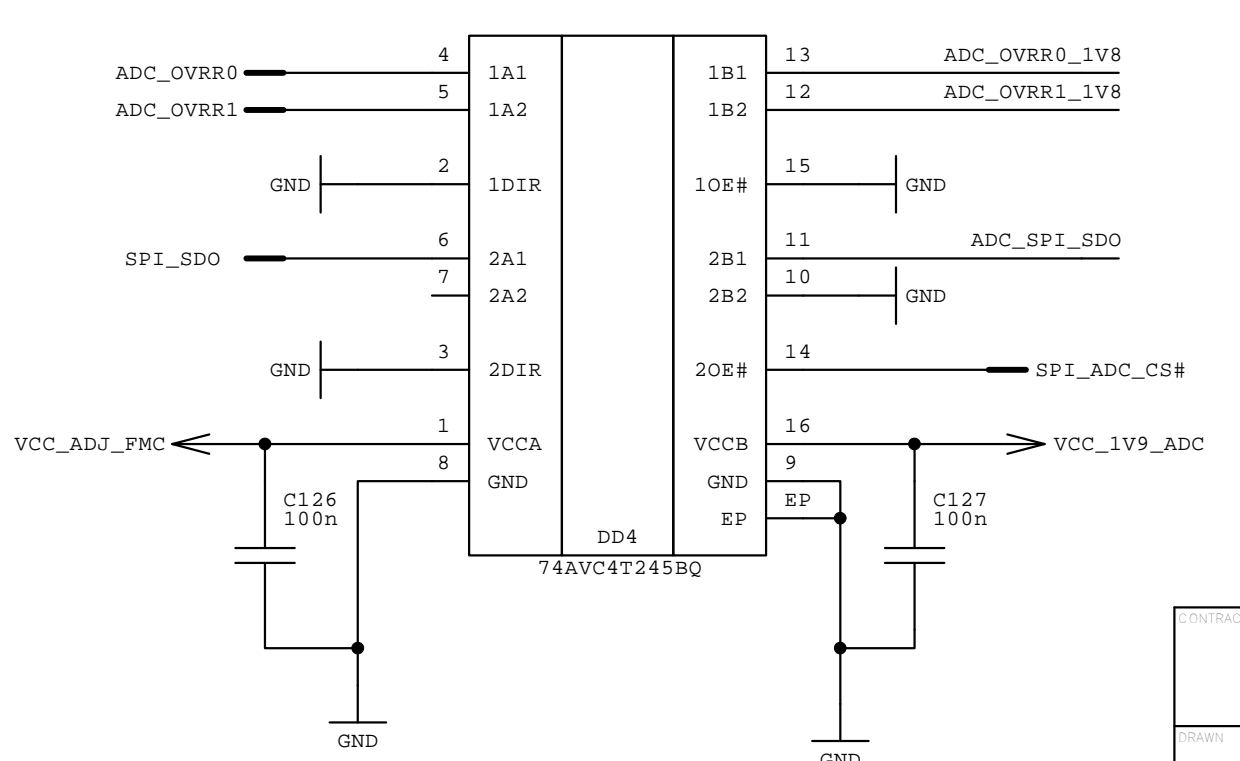 4 13 ADC_OVRR0_1V8
ADC_OVRR0 1A1 1B1
5 12 ADC_OVRR1_1V8
ADC_OVRR1 1A2 1B2
2 15
GND 1DIR 1OE# GND
6 11 ADC_SPI_SDO
SPI_SDO 2A1 2B1
7 10
2A2 2B2 GND
3 14
GND 2DIR 2OE# SPI_ADC_CS#
1 16
VCC_ADJ_FMC VCCA VCCB VCC_1V9_ADC
8 9
GND GND
C126 EP C127
100n EP 100n
DD4
74AVC4T245BQ
CONTRAC
DRAWN
GND
GND